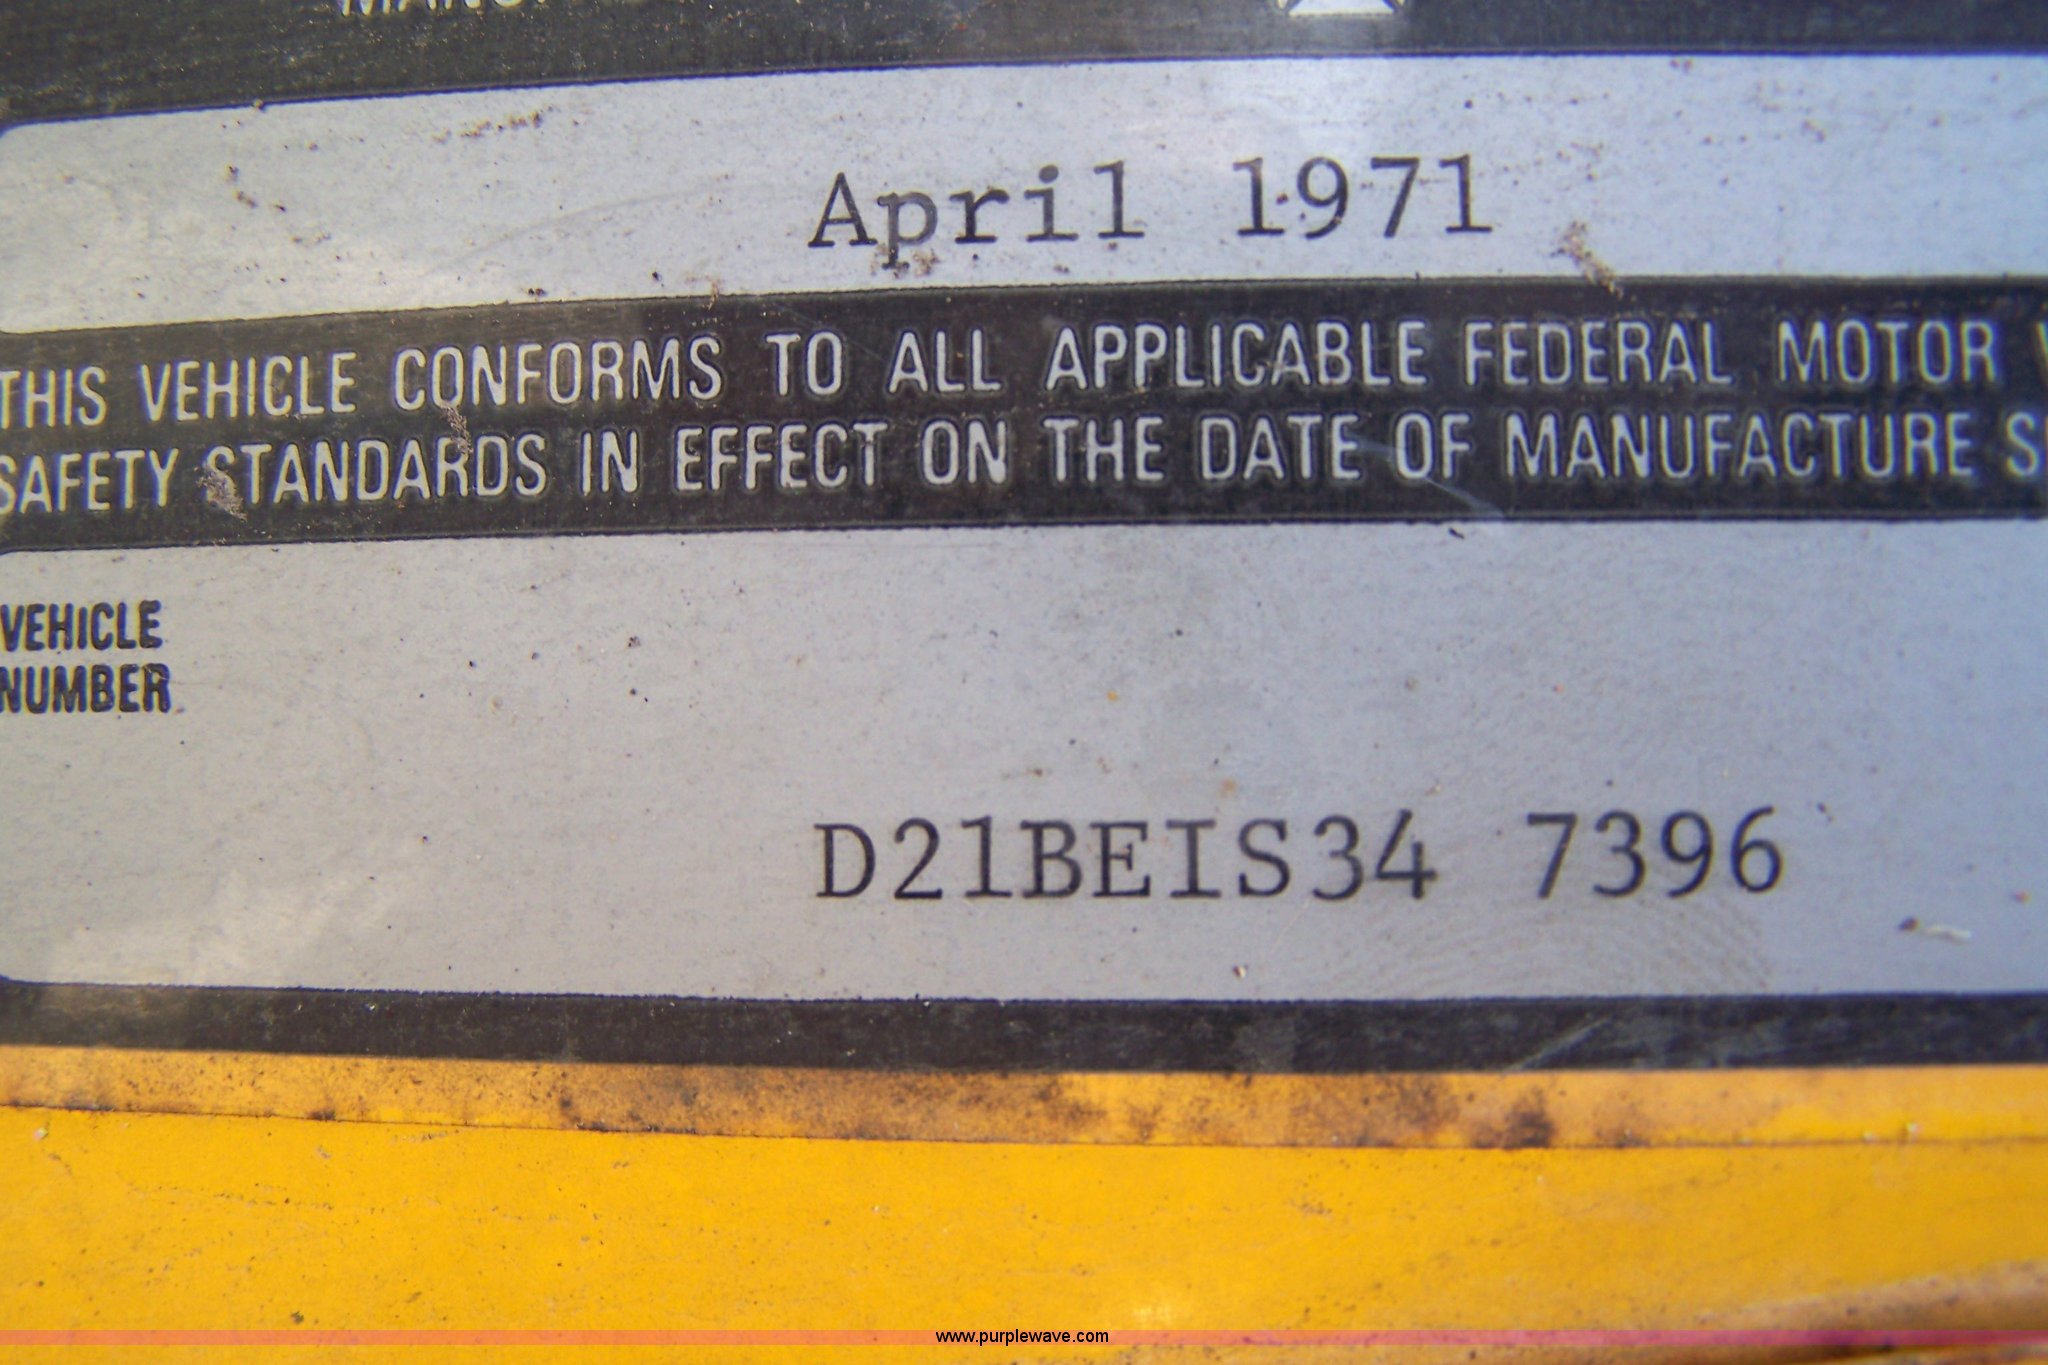 April 1971
THIS VEHICLE CONFORMS TO ALL APPLICABLE FEDERAL MOTOR
SAFETY STANDARDS IN EFFECT ON THE DATE OF MANUFACTURE
VEHICLE
NUMBER
D21BEIS34 7396
www.purplewave.com